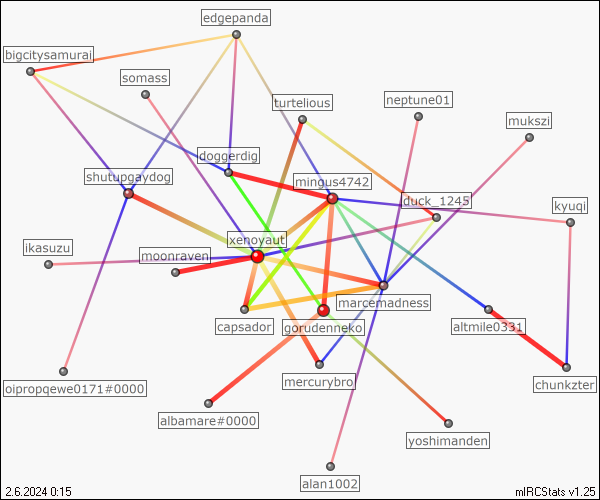 edgepanda
bigcitysamurai
somass
turtelious
neptune01
mukszi
doggerdig
shutupgaydog
mingus4742
duck_1245
kyuqi
ikasuzu
moonraven
xenoyaut
marcemadness
capsador
gorudenneko
altmile0331
oipropqewe0171#0000
mercurybro
chunkzter
albamare#0000
yoshimanden
alan1002
2.6.2024 0:15
mIRCStats v1.25